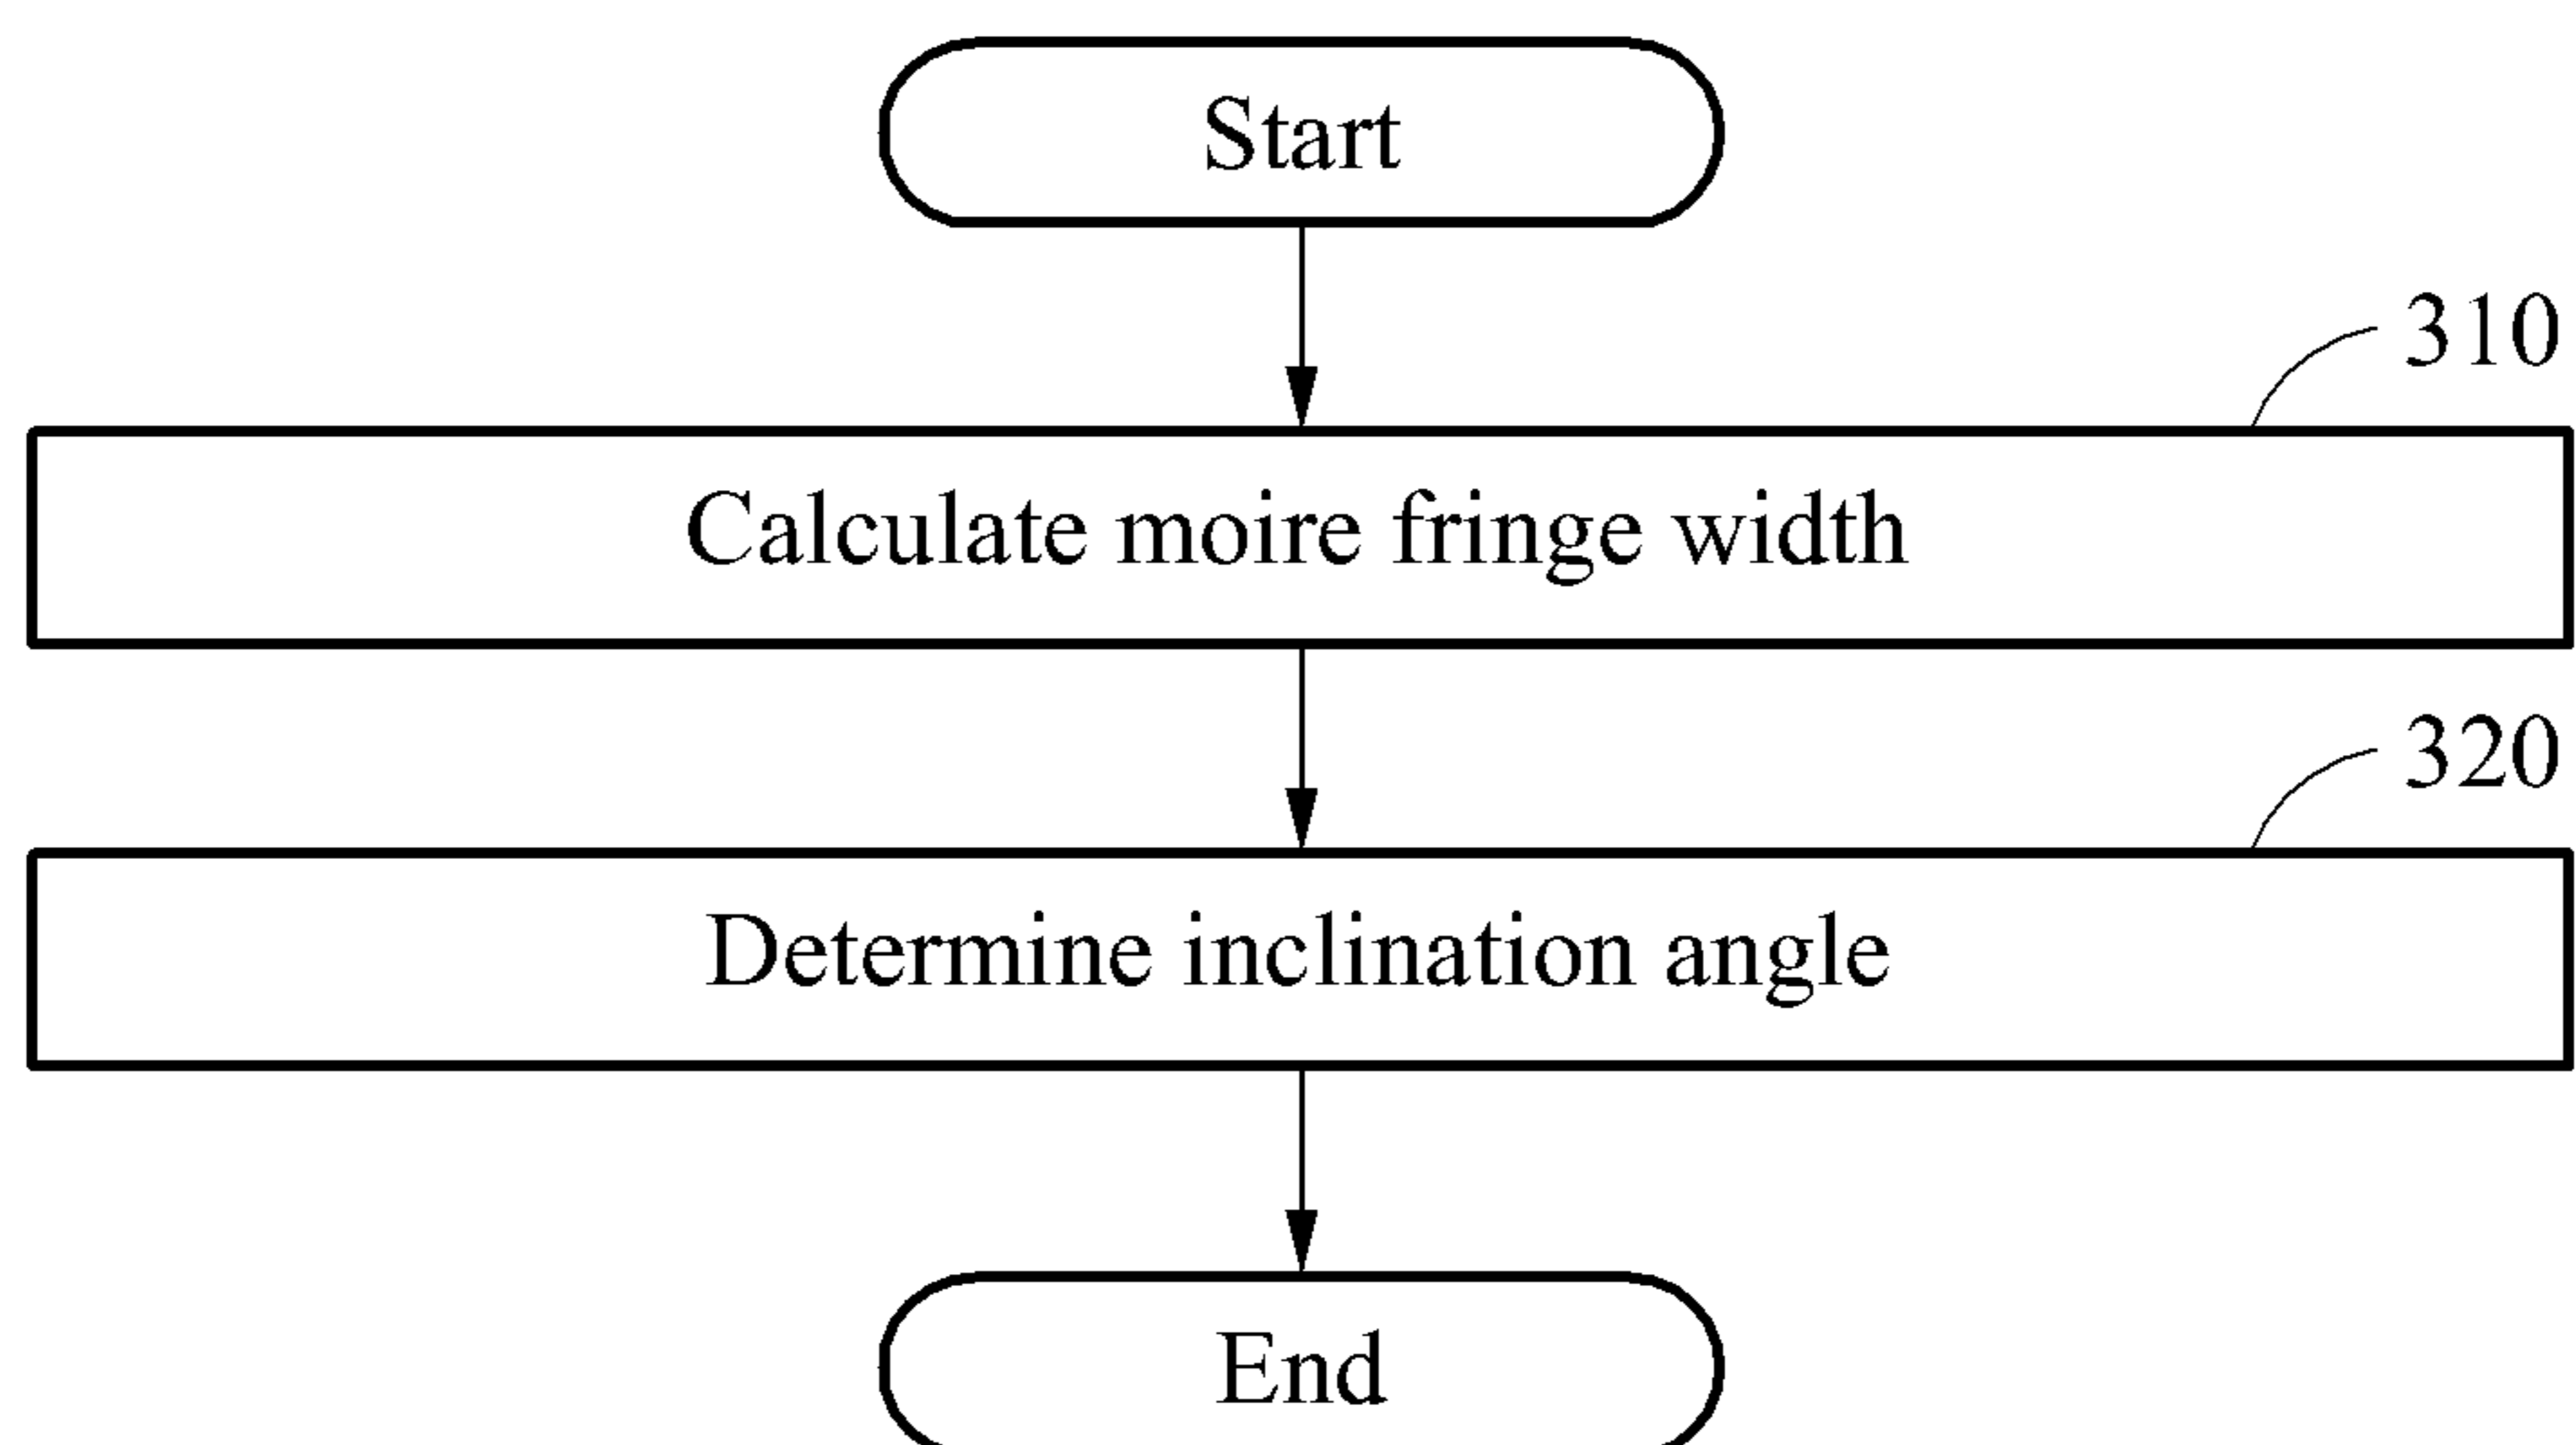 Start
310
Calculate moire fringe width
320
Determine inclination angle
End